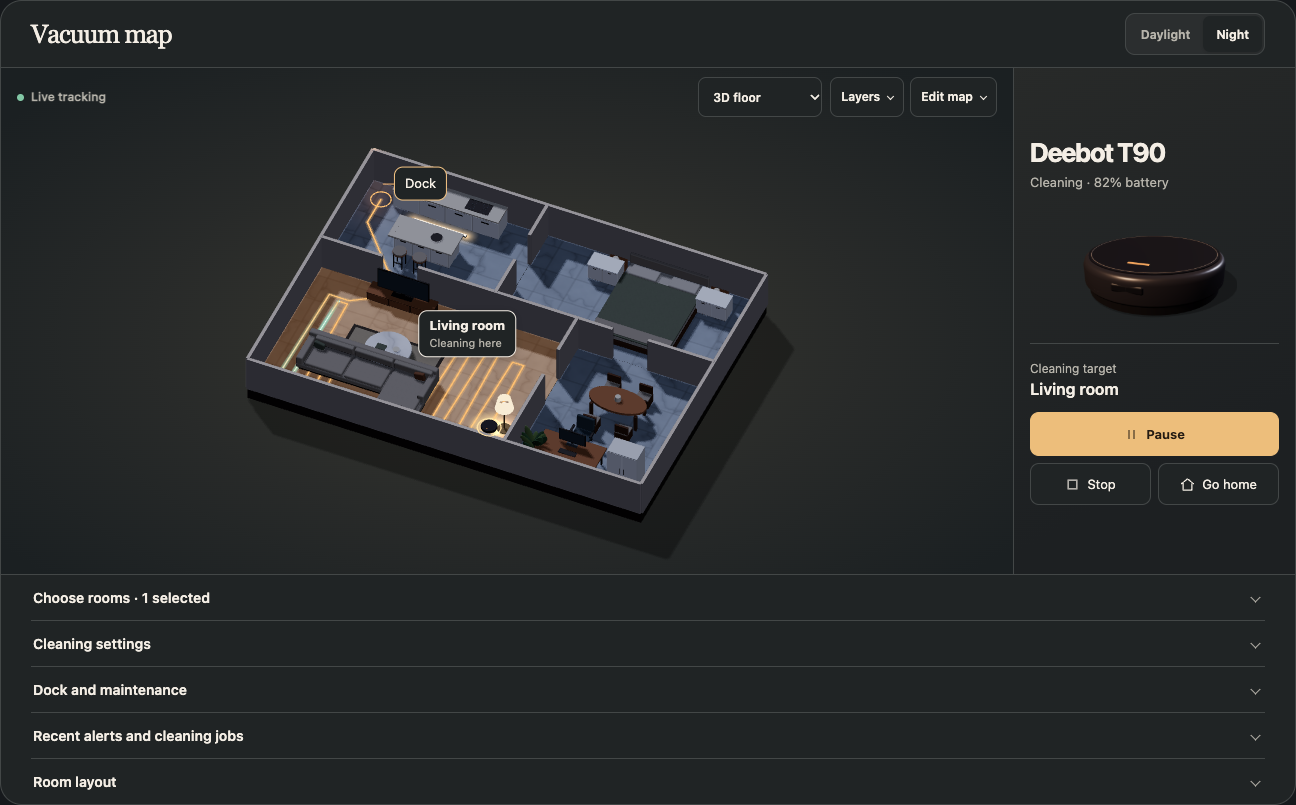 Vacuum map
Daylight
Night
Live tracking
3D floor
Layers
Edit map
Dock
Living room
Cleaning here
Deebot T90
Cleaning · 82% battery
Cleaning target
Living room
Pause
Stop
Go home
Choose rooms · 1 selected
Cleaning settings
Dock and maintenance
Recent alerts and cleaning jobs
Room layout